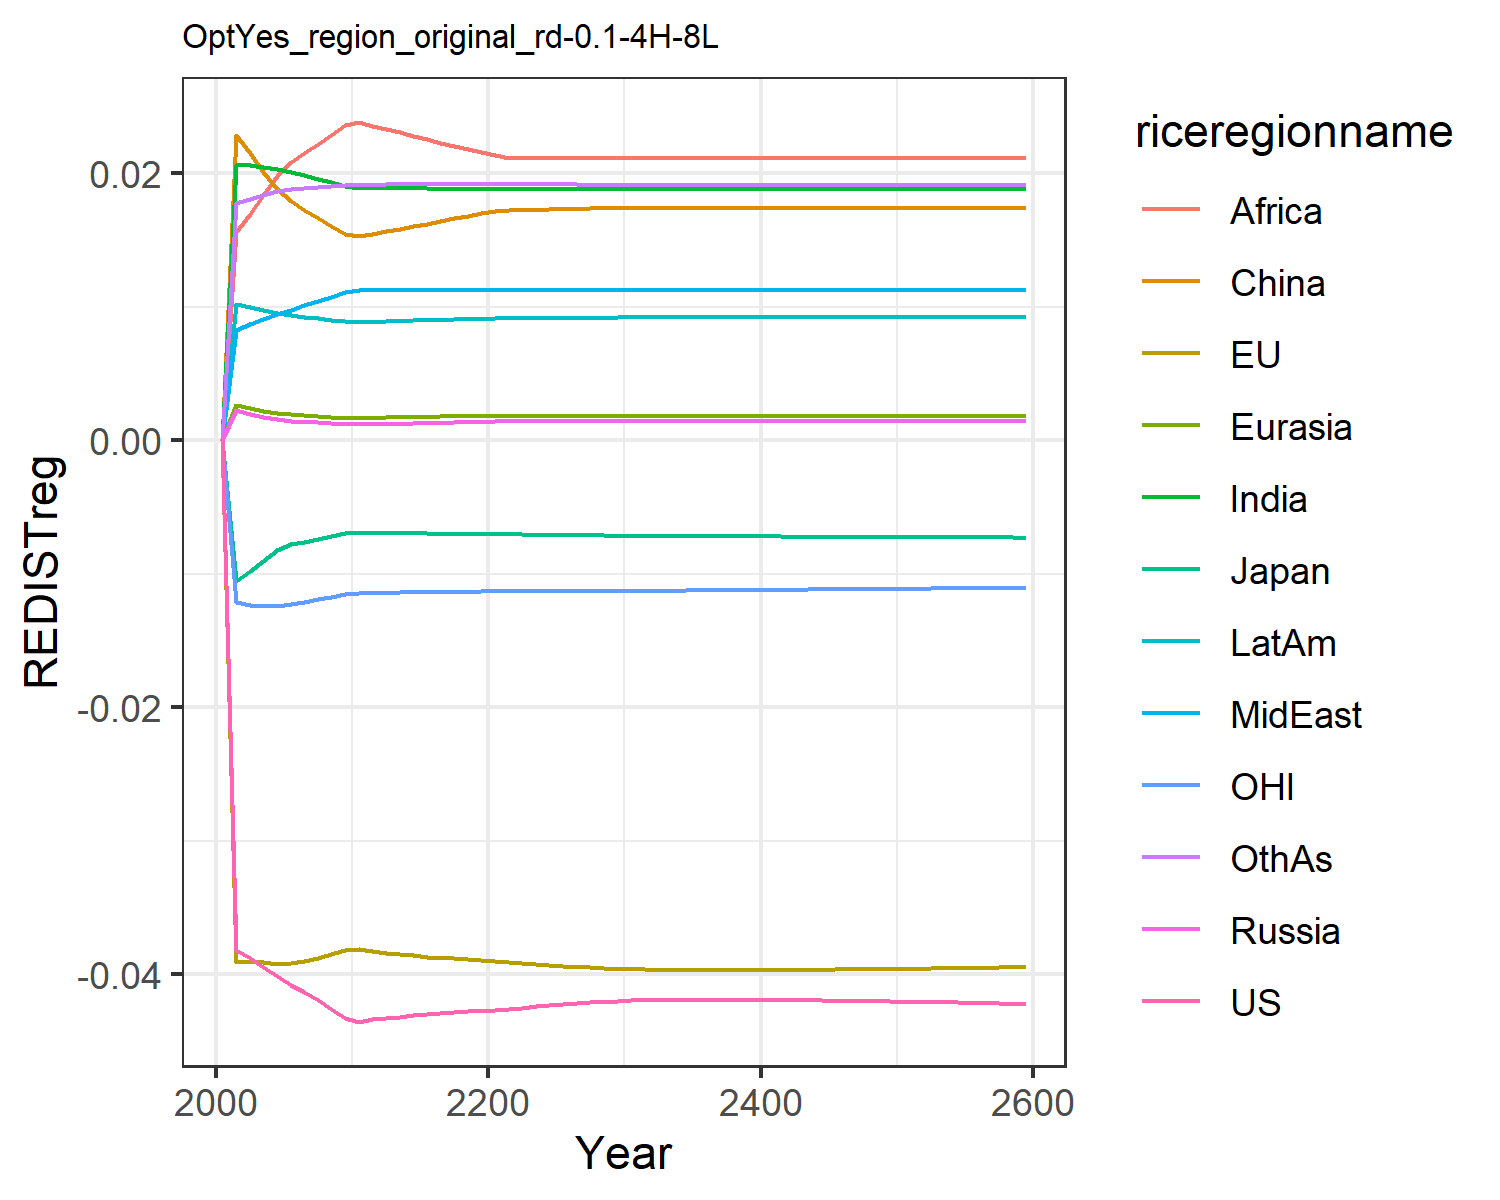 OptYes_region_original_rd-0.1-4H-8L
REDISTreg
0.02
0.00
-0.02
-0.04
2000
2200
2400
2600
Year
riceregionname
Africa
China
EU
Eurasia
India
Japan
LatAm
MidEast
OHI
OthAs
Russia
US